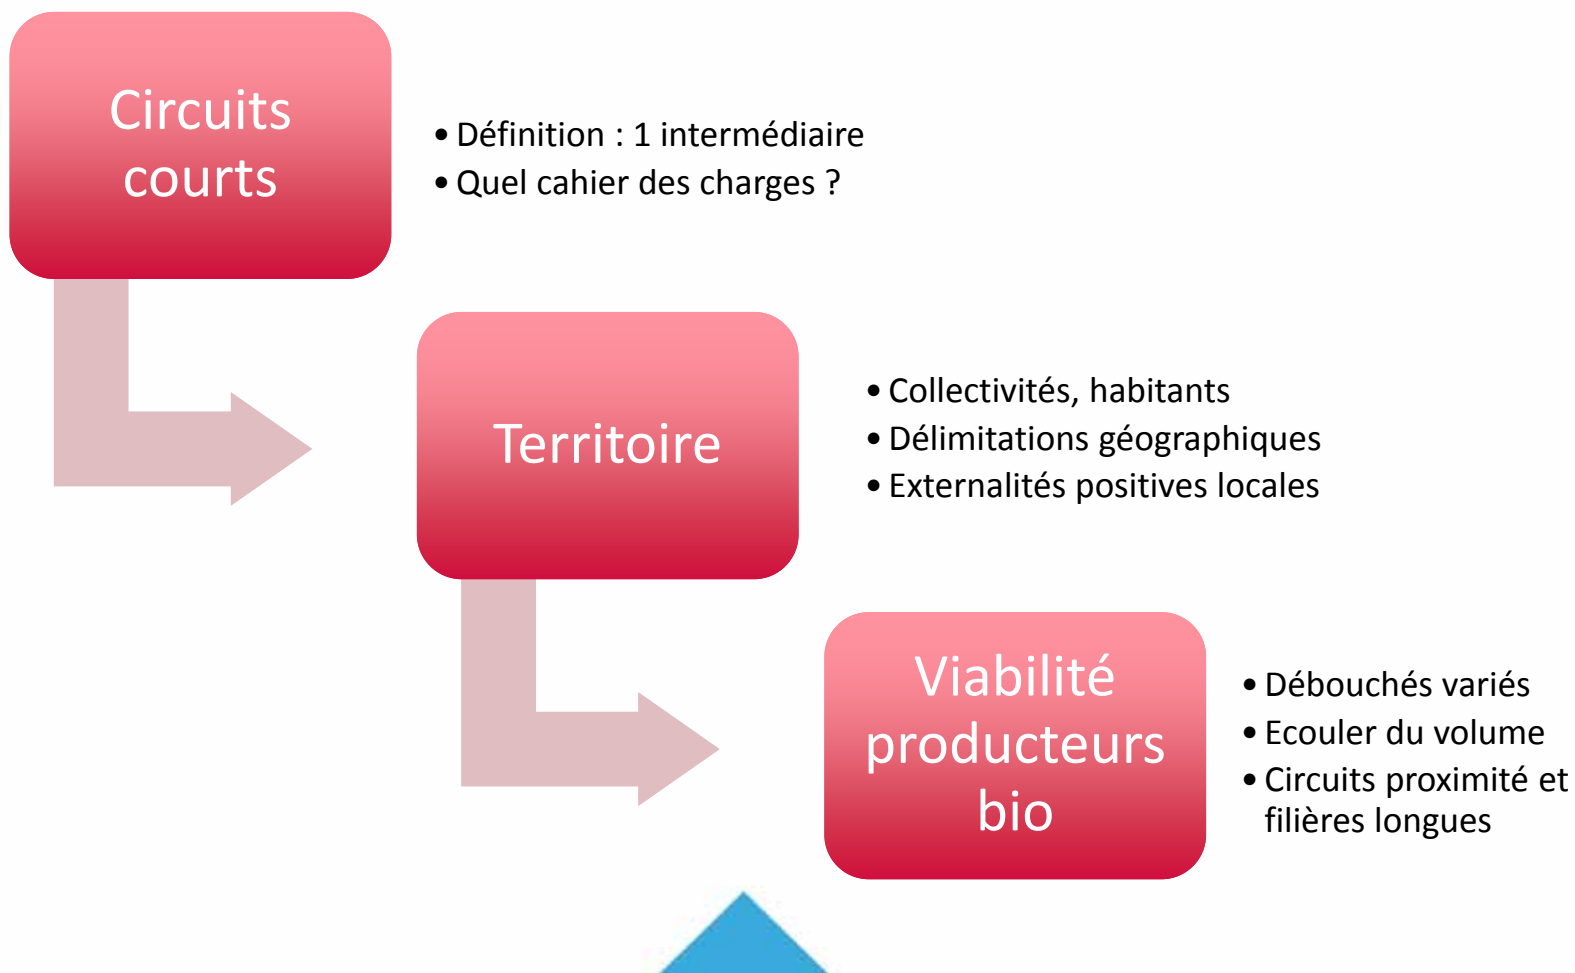 Circuits
courts
• Définition : 1 intermédiaire
• Quel cahier des charges ?
Territoire
• Collectivités, habitants
• Délimitations géographiques
• Externalités positives locales
Viabilité
producteurs
bio
• Débouchés variés
• Ecouler du volume
• Circuits proximité et
filières longues